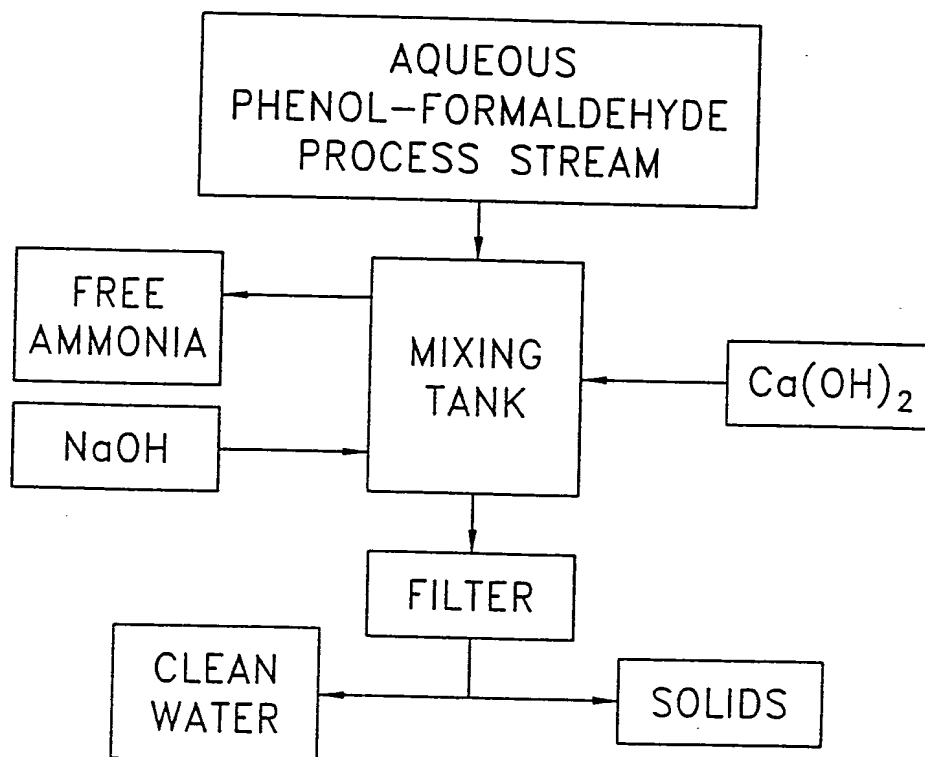 AQUEOUS
PHENOL-FORMALDEHYDE
PROCESS STREAM
FREE
AMMONIA
MIXING
TANK
Ca(OH)2
NaOH
FILTER
CLEAN
WATER
SOLIDS